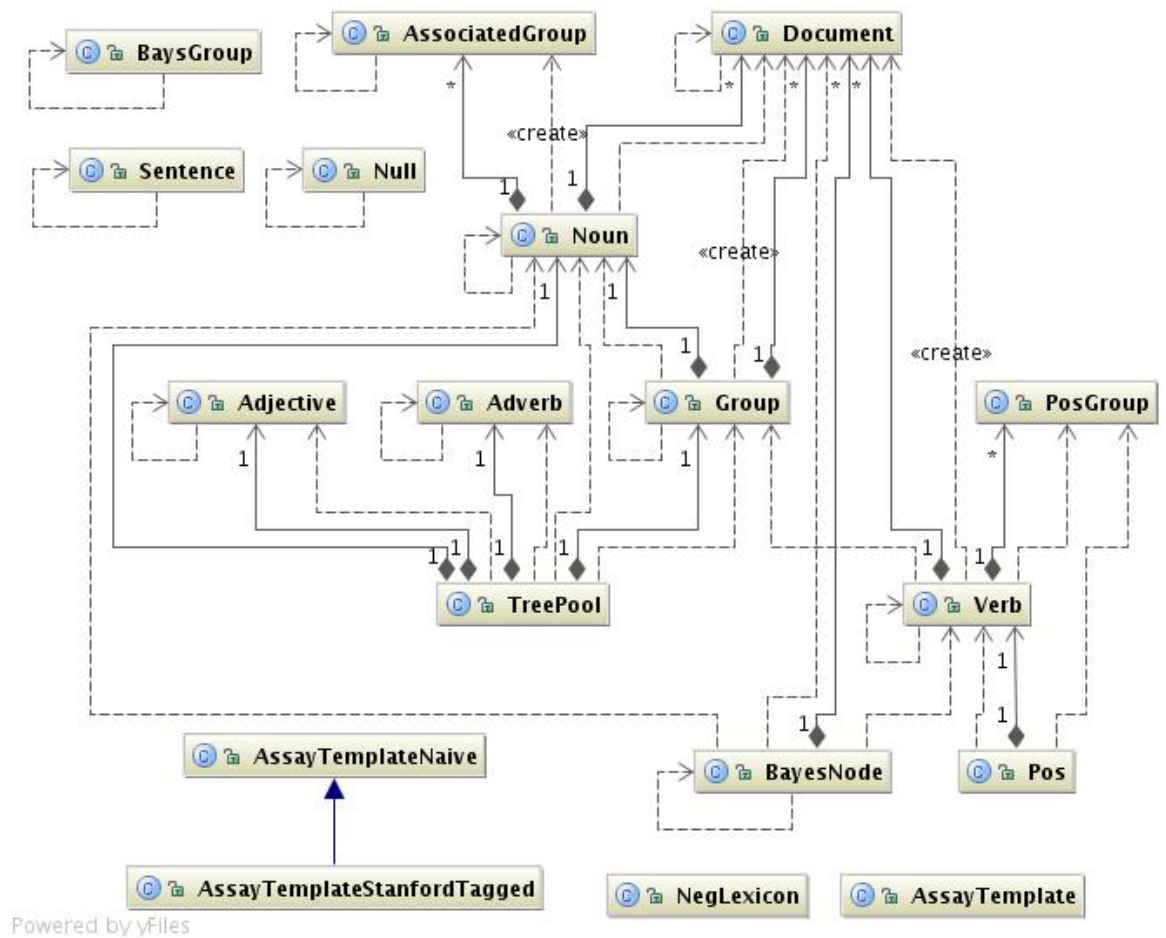 C AssociatedGroup
C Document
C BaysGroup
*
*
*
*
*
«create»
C Sentence
C Null
1
1
C Noun
«create»
1
1
1
1
«create»
C Adjective
C Adverb
C Group
C PosGroup
1
1
1
*
1
1
1
1
1
1
C TreePool
C Verb
1
1
1
C AssayTemplateNaive
C BayesNode
C Pos
C AssayTemplateStanfordTagged
C NegLexicon
C AssayTemplate
Powered by yFiles